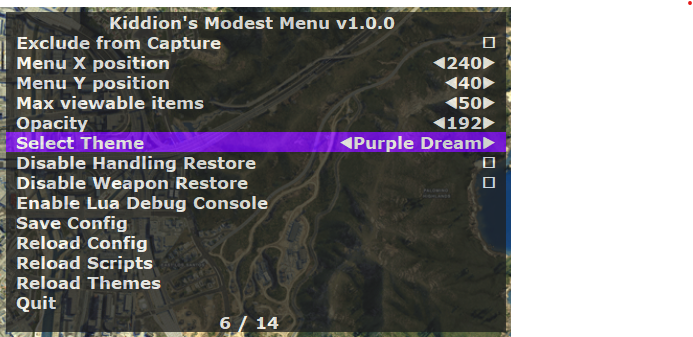 Kiddion's Modest Menu v1.0.0
Exclude from Capture
Menu X position ◀240▶
Menu Y position ◀40▶
Max viewable items ◀50▶
Opacity ◀192▶
Select Theme ◀Purple Dream▶
Disable Handling Restore
Disable Weapon Restore
Enable Lua Debug Console
Save Config
Reload Config
Reload Scripts
Reload Themes
Quit
6 / 14